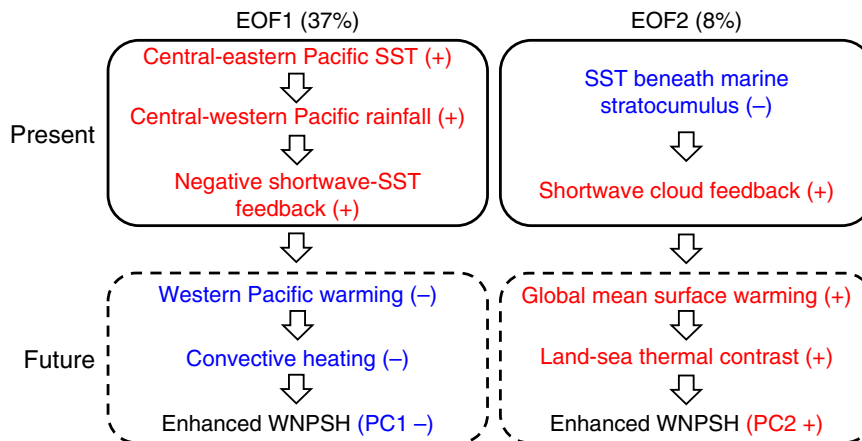 EOF1 (37%)
Central-eastern Pacific SST (+)
Central-western Pacific rainfall (+)
Negative shortwave-SST
feedback (+)
EOF2 (8%)
SST beneath marine
stratocumulus (–)
Shortwave cloud feedback (+)
Present
Western Pacific warming (–)
Convective heating (–)
Enhanced WNPSH (PC1 –)
Global mean surface warming (+)
Land-sea thermal contrast (+)
Enhanced WNPSH (PC2 +)
Future